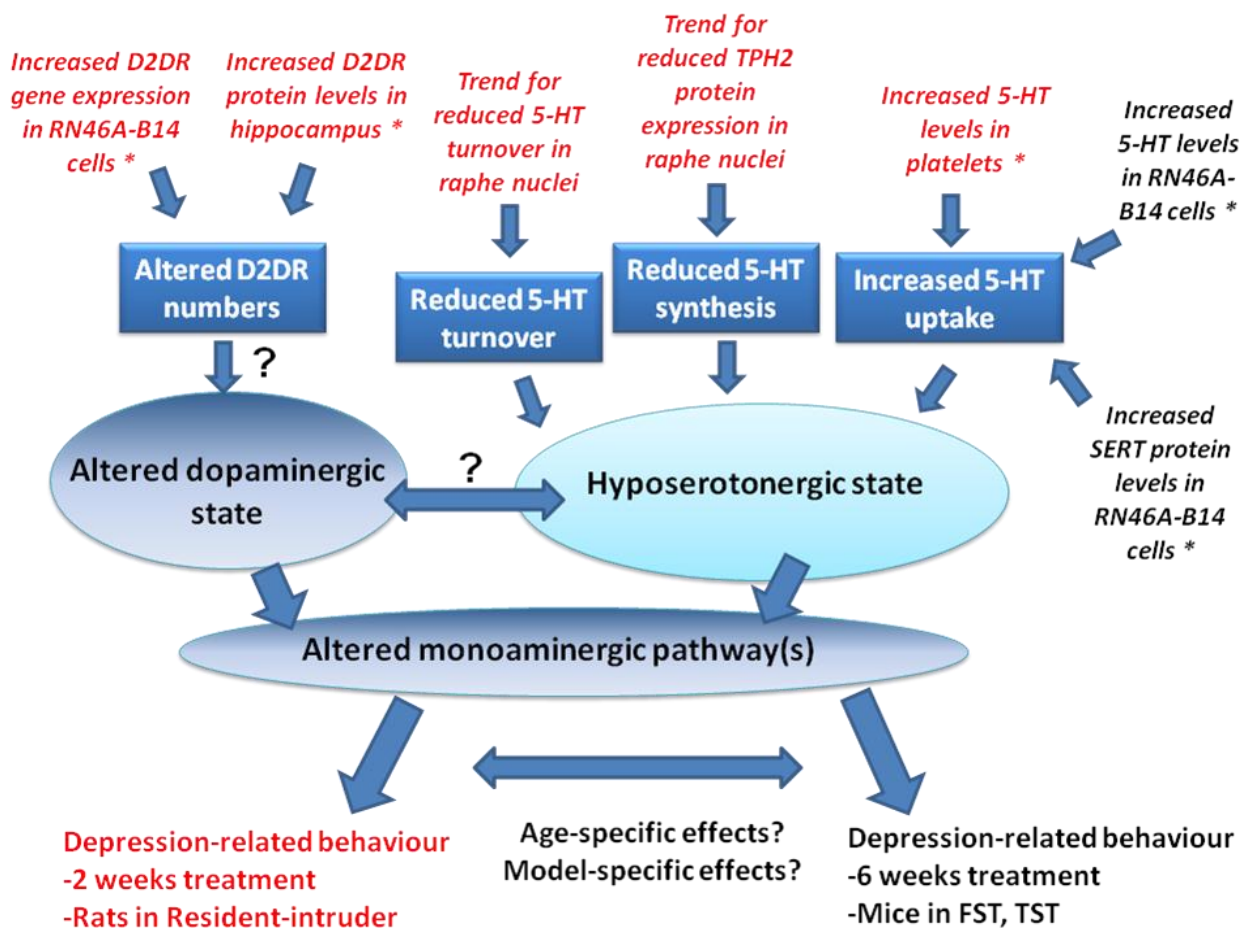 Increased D2DR
gene expression
in RN46A-B14
cells *
Increased D2DR
protein levels in
hippocampus *
Trend for
reduced 5-HT
turnover in
raphe nuclei
Trend for
reduced TPH2
protein
expression in
raphe nuclei
Increased 5-HT
levels in
platelets *
Increased
5-HT levels
in RN46A-
B14 cells *
Altered D2DR
numbers
Reduced 5-HT
turnover
Reduced 5-HT
synthesis
Increased 5-HT
uptake
?
Increased
SERT protein
levels in
RN46A-B14
cells *
Altered dopaminergic
state
?
Hyposerotonergic state
Altered monoaminergic pathway(s)
Depression-related behaviour
-2 weeks treatment
-Rats in Resident-intruder
Age-specific effects?
Model-specific effects?
Depression-related behaviour
-6 weeks treatment
-Mice in FST, TST